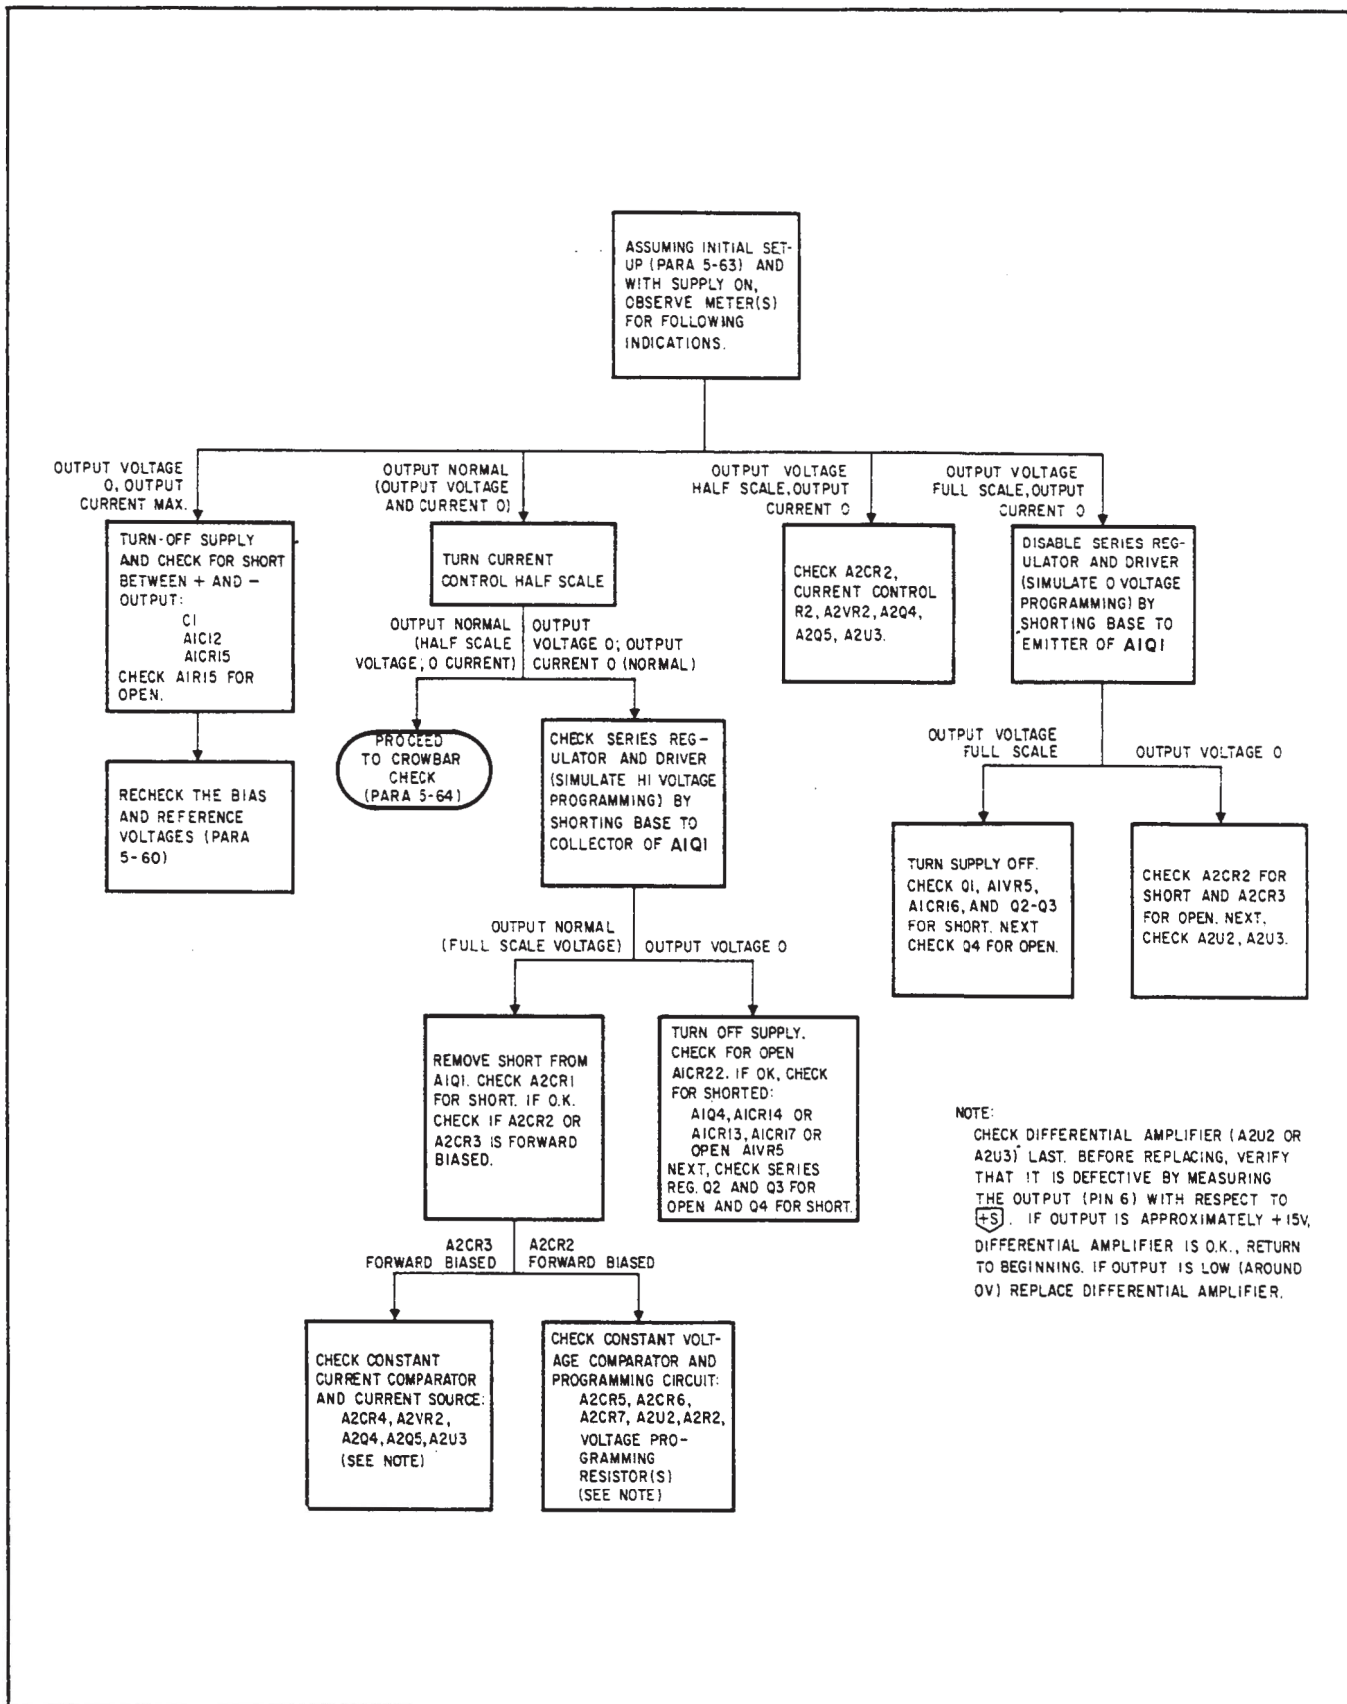 ASSUMING INITIAL SET-
UP (PARA 5-63) AND
WITH SUPPLY ON,
OBSERVE METER(S)
FOR FOLLOWING
INDICATIONS.
OUTPUT VOLTAGE
0, OUTPUT
CURRENT MAX.
TURN-OFF SUPPLY
AND CHECK FOR SHORT
BETWEEN + AND -
OUTPUT:
C1
A1C12
A1CR15
CHECK A1R15 FOR
OPEN.
RECHECK THE BIAS
AND REFERENCE
VOLTAGES (PARA
5-60)
OUTPUT NORMAL
(OUTPUT VOLTAGE
AND CURRENT 0)
TURN CURRENT
CONTROL HALF SCALE
OUTPUT NORMAL
(HALF SCALE
VOLTAGE; 0 CURRENT)
PROCEED
TO CROWBAR
CHECK
(PARA 5-64)
OUTPUT
VOLTAGE 0; OUTPUT
CURRENT 0 (NORMAL)
CHECK SERIES REG-
ULATOR AND DRIVER
(SIMULATE HI VOLTAGE
PROGRAMMING) BY
SHORTING BASE TO
COLLECTOR OF A1Q1
OUTPUT NORMAL
(FULL SCALE VOLTAGE)
REMOVE SHORT FROM
A1Q1. CHECK A2CR1
FOR SHORT. IF O.K.
CHECK IF A2CR2 OR
A2CR3 IS FORWARD
BIASED.
OUTPUT VOLTAGE 0
TURN OFF SUPPLY.
CHECK FOR OPEN
A1CR22. IF OK, CHECK
FOR SHORTED:
A1Q4, A1CR14 OR
A1CR13, A1CR17 OR
OPEN A1VR5
NEXT, CHECK SERIES
REG. Q2 AND Q3 FOR
OPEN AND Q4 FOR SHORT.
A2CR3
FORWARD BIASED
CHECK CONSTANT
CURRENT COMPARATOR
AND CURRENT SOURCE:
A2CR4, A2VR2,
A2Q4, A2Q5, A2U3
(SEE NOTE)
A2CR2
FORWARD BIASED
CHECK CONSTANT VOLT-
AGE COMPARATOR AND
PROGRAMMING CIRCUIT:
A2CR5, A2CR6,
A2CR7, A2U2, A2R2,
VOLTAGE PRO-
GRAMMING
RESISTOR(S)
(SEE NOTE)
OUTPUT VOLTAGE
HALF SCALE, OUTPUT
CURRENT 0
CHECK A2CR2,
CURRENT CONTROL
R2, A2VR2, A2Q4,
A2Q5, A2U3.
OUTPUT VOLTAGE
FULL SCALE, OUTPUT
CURRENT 0
DISABLE SERIES REG-
ULATOR AND DRIVER
(SIMULATE 0 VOLTAGE
PROGRAMMING) BY
SHORTING BASE TO
EMITTER OF A1Q1
OUTPUT VOLTAGE
FULL SCALE
TURN SUPPLY OFF.
CHECK Q1, A1VR5,
A1CR16, AND Q2-Q3
FOR SHORT. NEXT
CHECK Q4 FOR OPEN.
OUTPUT VOLTAGE 0
CHECK A2CR2 FOR
SHORT AND A2CR3
FOR OPEN. NEXT,
CHECK A2U2, A2U3.
NOTE:
CHECK DIFFERENTIAL AMPLIFIER (A2U2 OR
A2U3) LAST. BEFORE REPLACING, VERIFY
THAT IT IS DEFECTIVE BY MEASURING
THE OUTPUT (PIN 6) WITH RESPECT TO
+S. IF OUTPUT IS APPROXIMATELY +15V,
DIFFERENTIAL AMPLIFIER IS O.K., RETURN
TO BEGINNING. IF OUTPUT IS LOW (AROUND
0V) REPLACE DIFFERENTIAL AMPLIFIER.